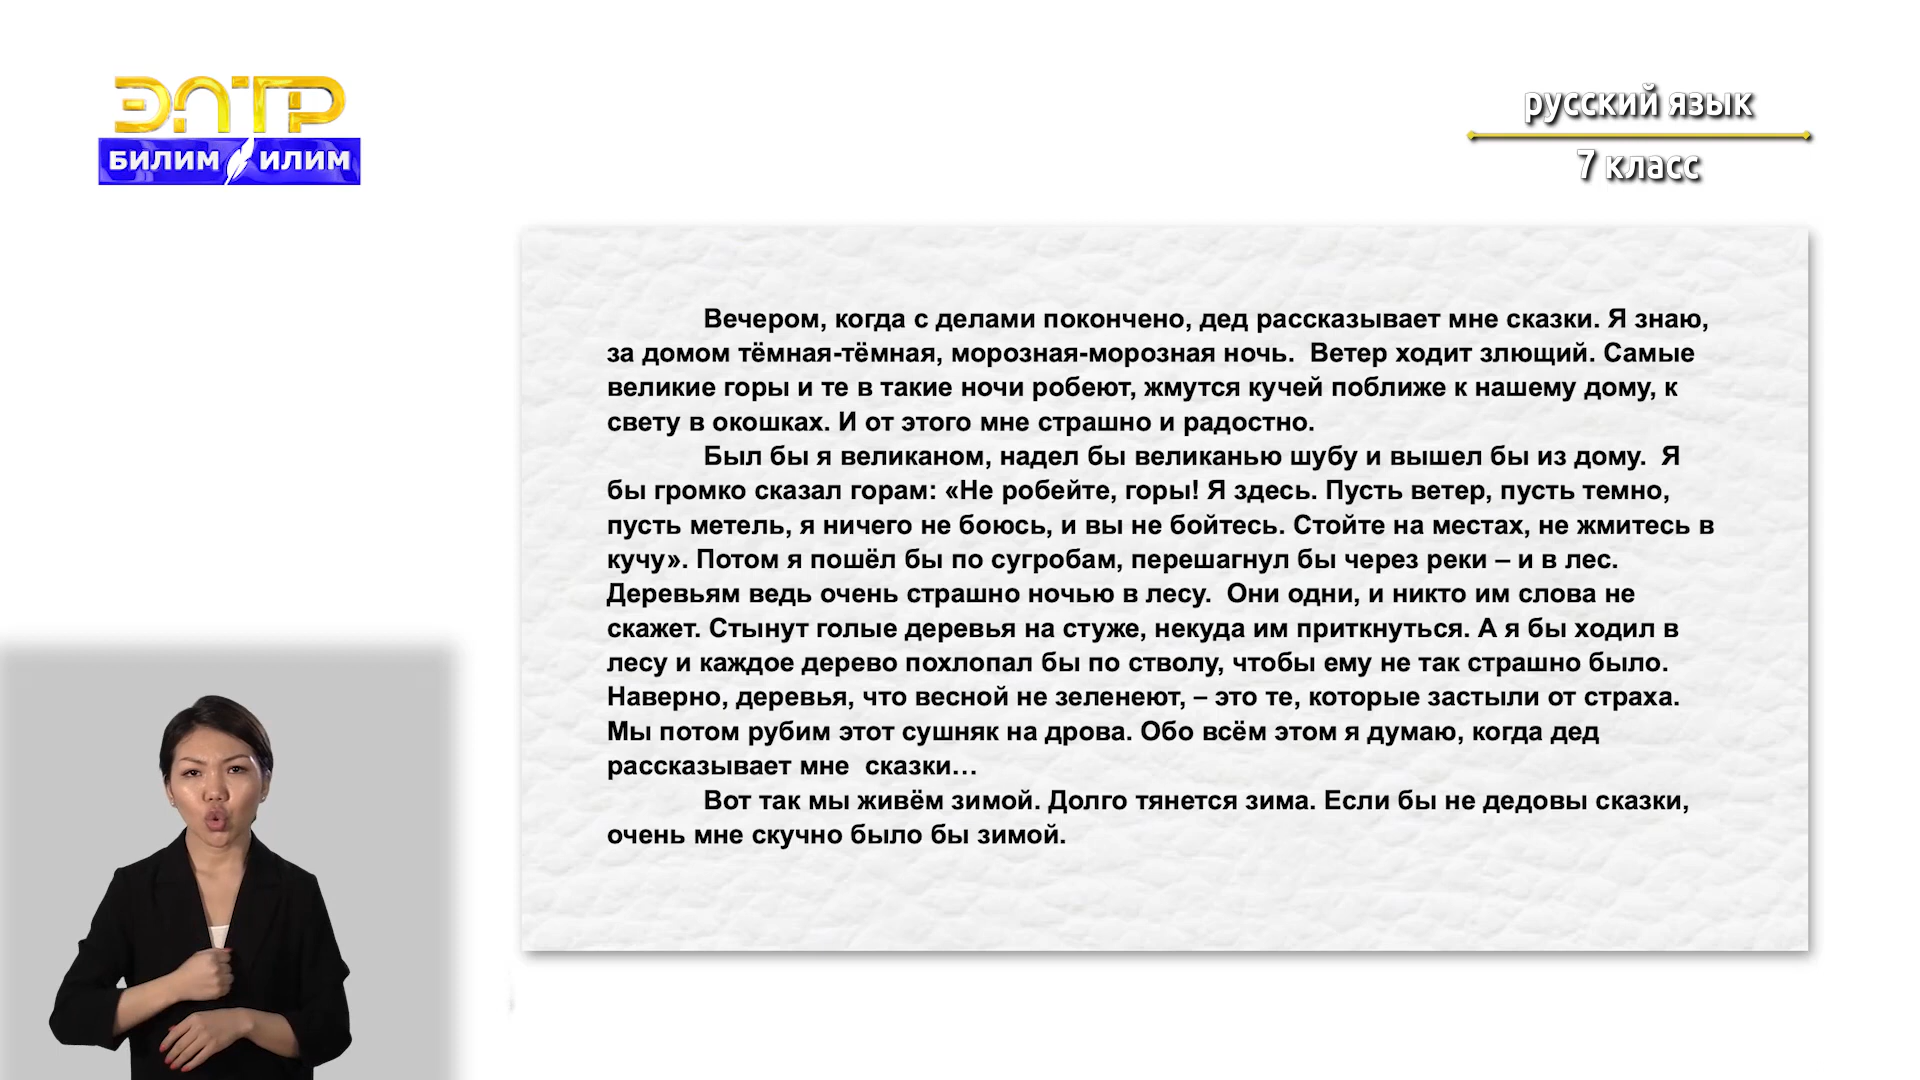 ЭЛТР
БИЛИМ ИЛИМ
русский язык
7 класс
Вечером, когда с делами покончено, дед рассказывает мне сказки. Я знаю,
за домом тёмная-тёмная, морозная-морозная ночь.  Ветер ходит злющий. Самые
великие горы и те в такие ночи робеют, жмутся кучей поближе к нашему дому, к
свету в окошках. И от этого мне страшно и радостно.
Был бы я великаном, надел бы великанью шубу и вышел бы из дому.  Я
бы громко сказал горам: «Не робейте, горы! Я здесь. Пусть ветер, пусть темно,
пусть метель, я ничего не боюсь, и вы не бойтесь. Стойте на местах, не жмитесь в
кучу». Потом я пошёл бы по сугробам, перешагнул бы через реки – и в лес.
Деревьям ведь очень страшно ночью в лесу.  Они одни, и никто им слова не
скажет. Стынут голые деревья на стуже, некуда им приткнуться. А я бы ходил в
лесу и каждое дерево похлопал бы по стволу, чтобы ему не так страшно было.
Наверно, деревья, что весной не зеленеют, – это те, которые застыли от страха.
Мы потом рубим этот сушняк на дрова. Обо всём этом я думаю, когда дед
рассказывает мне  сказки…
Вот так мы живём зимой. Долго тянется зима. Если бы не дедовы сказки,
очень мне скучно было бы зимой.